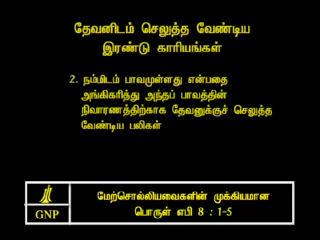 தேவனிடம் செலுத்த வேண்டிய
இரண்டு காரியங்கள்
2. நம்மிடம் பாவமுள்ளது என்பதை
அங்கிகரித்து அந்தப் பாவத்தின்
நிவாரணத்திற்காக தேவனுக்குச் செலுத்த
வேண்டிய பலிகள்
GNP
மேற்சொல்லியவைகளின் முக்கியமான
பொருள் எபி 8 : 1-5